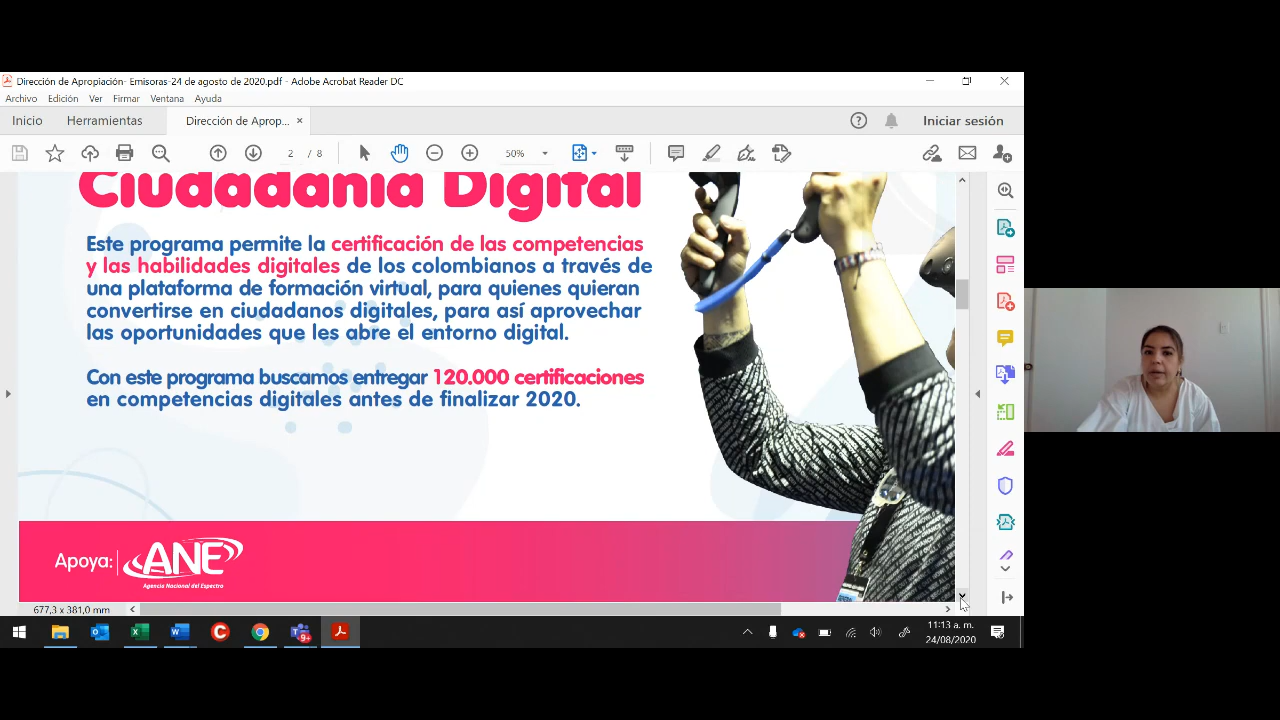 Dirección de Apropiación- Emisoras-24 de agosto de 2020.pdf - Adobe Acrobat Reader DC
Archivo Edición Ver Firmar Ventana Ayuda
Inicio Herramientas Dirección de Aprop... × Iniciar sesión
2 / 8 50%
Ciudadanía Digital
Este programa permite la certificación de las competencias
y las habilidades digitales de los colombianos a través de
una plataforma de formación virtual, para quienes quieran
convertirse en ciudadanos digitales, para así aprovechar
las oportunidades que les abre el entorno digital.
Con este programa buscamos entregar 120.000 certificaciones
en competencias digitales antes de finalizar 2020.
Apoya: ANE
Agencia Nacional del Espectro
677,3 x 381,0 mm
9+
11:13 a. m.
24/08/2020